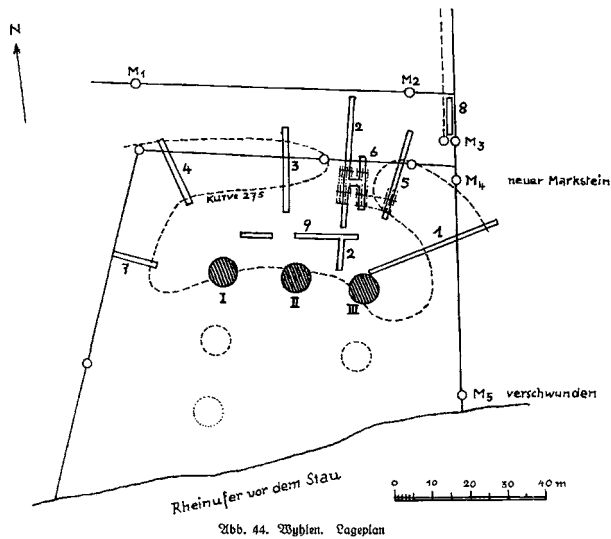 N
M1
M2
8
2
M3
6
4
3
5
M4 neuer Markstein
Kurve 275
1
9
2
7
I
II
III
M5 verschwunden
Rheinufer vor dem Stau
0 10 20 30 40 m
Abb. 44. Wyhlen. Lageplan